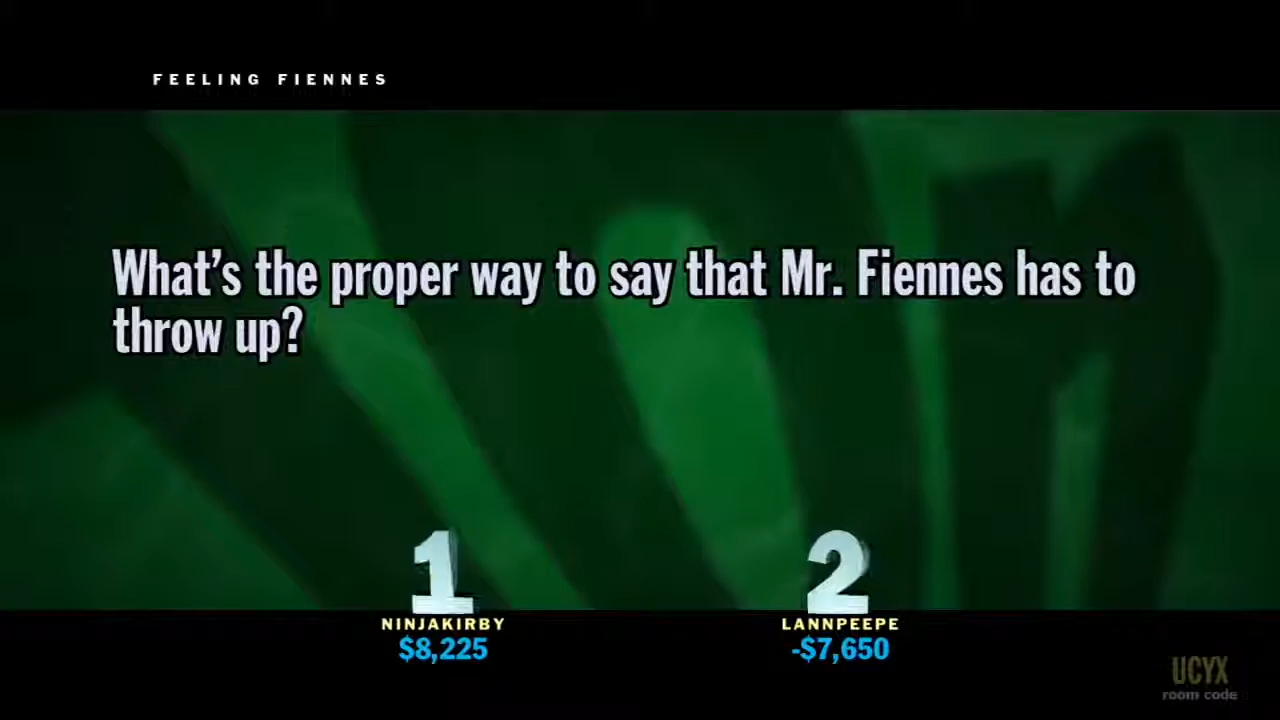 FEELING FIENNES
What's the proper way to say that Mr. Fiennes has to
throw up?
1
2
NINJAKIRBY
LANNPEEPE
$8,225
-$7,650
UCYX
room code